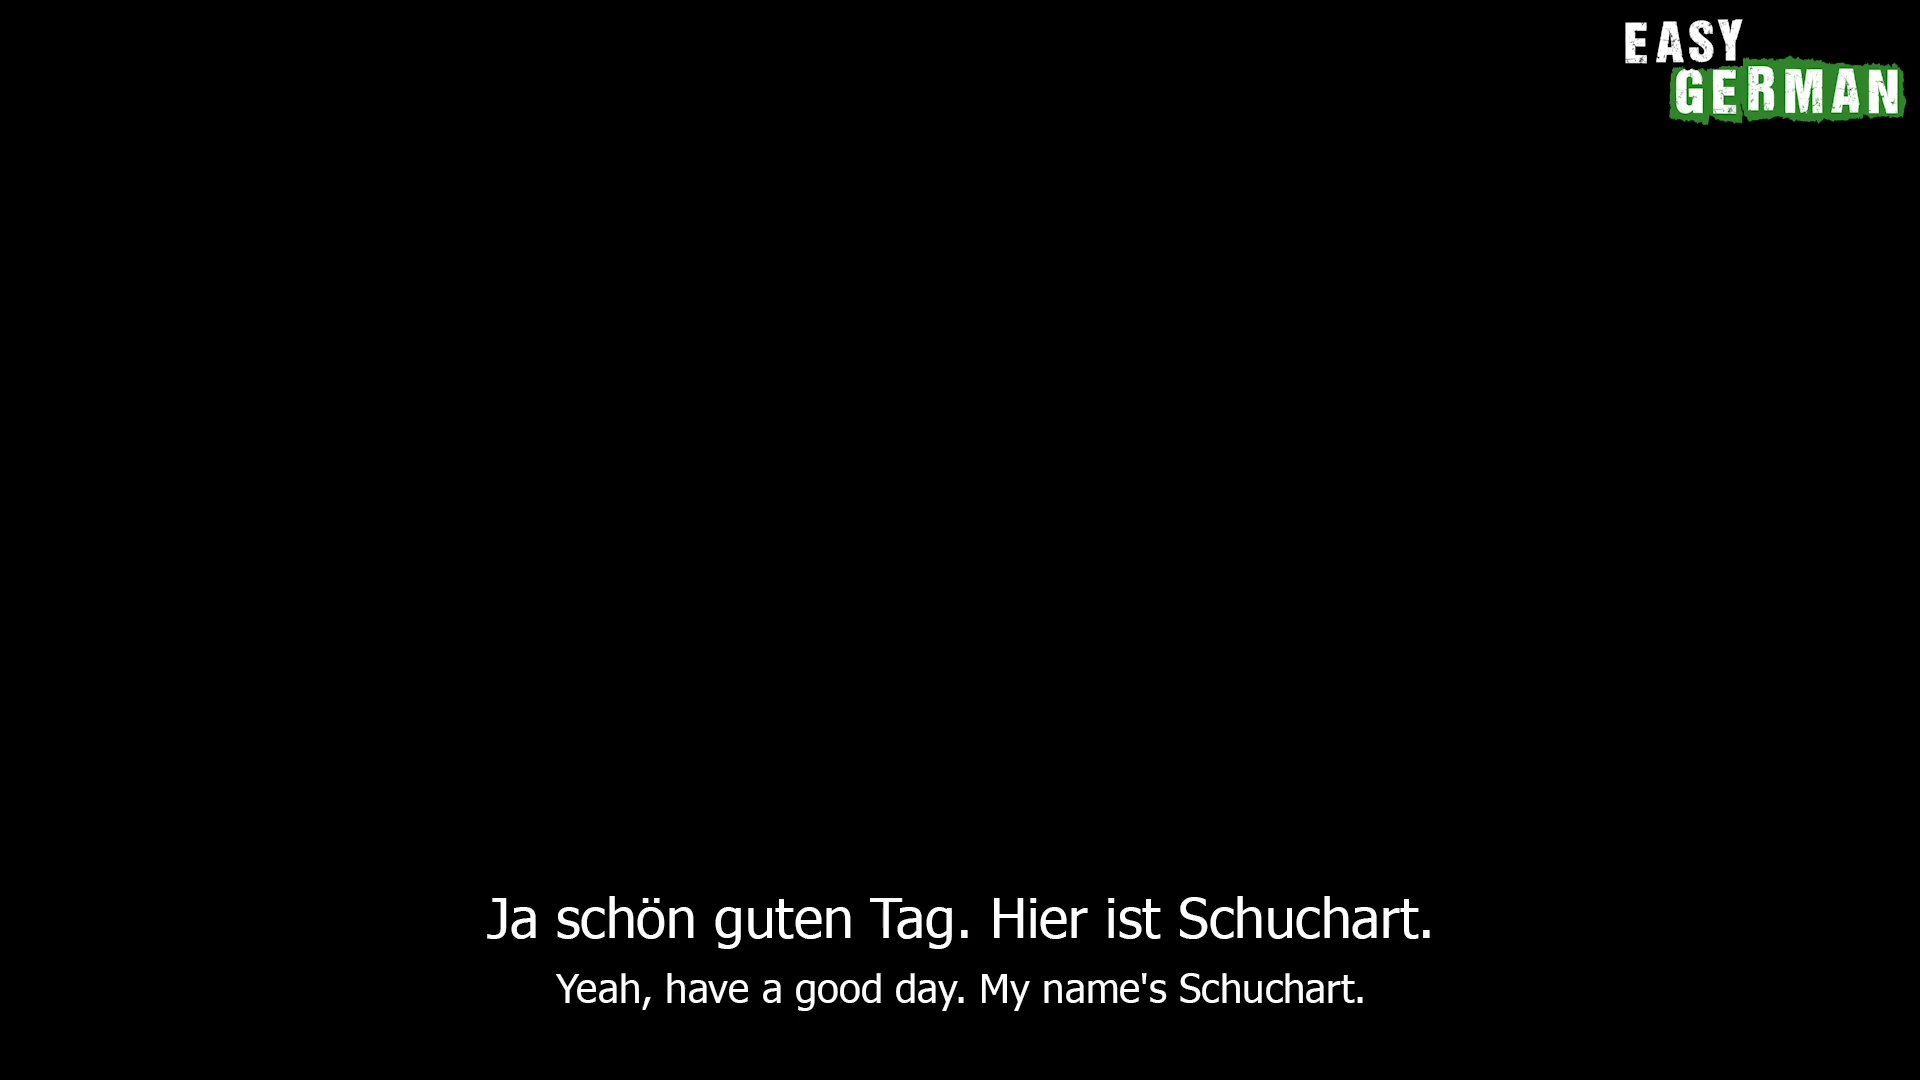 EASY
GERMAN
Ja schön guten Tag. Hier ist Schuchart.
Yeah, have a good day. My name's Schuchart.